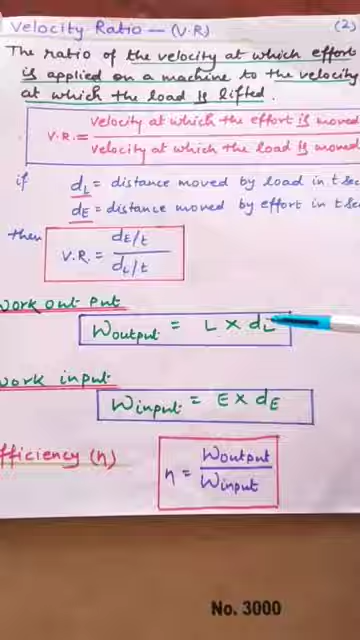 Velocity Ratio — (V.R) (2)
The ratio of the velocity at which effort
is applied on a machine to the velocity
at which the load is lifted.
V.R. = velocity at which the effort is moved
velocity at which the load is moved
if dL = distance moved by load in t sec
dE = distance moved by effort in t sec
then V.R. = dE/t
dL/t
work out put
Woutput = L × dL
work input
Winput = E × dE
fficiency (η)
η = Woutput
Winput
No. 3000